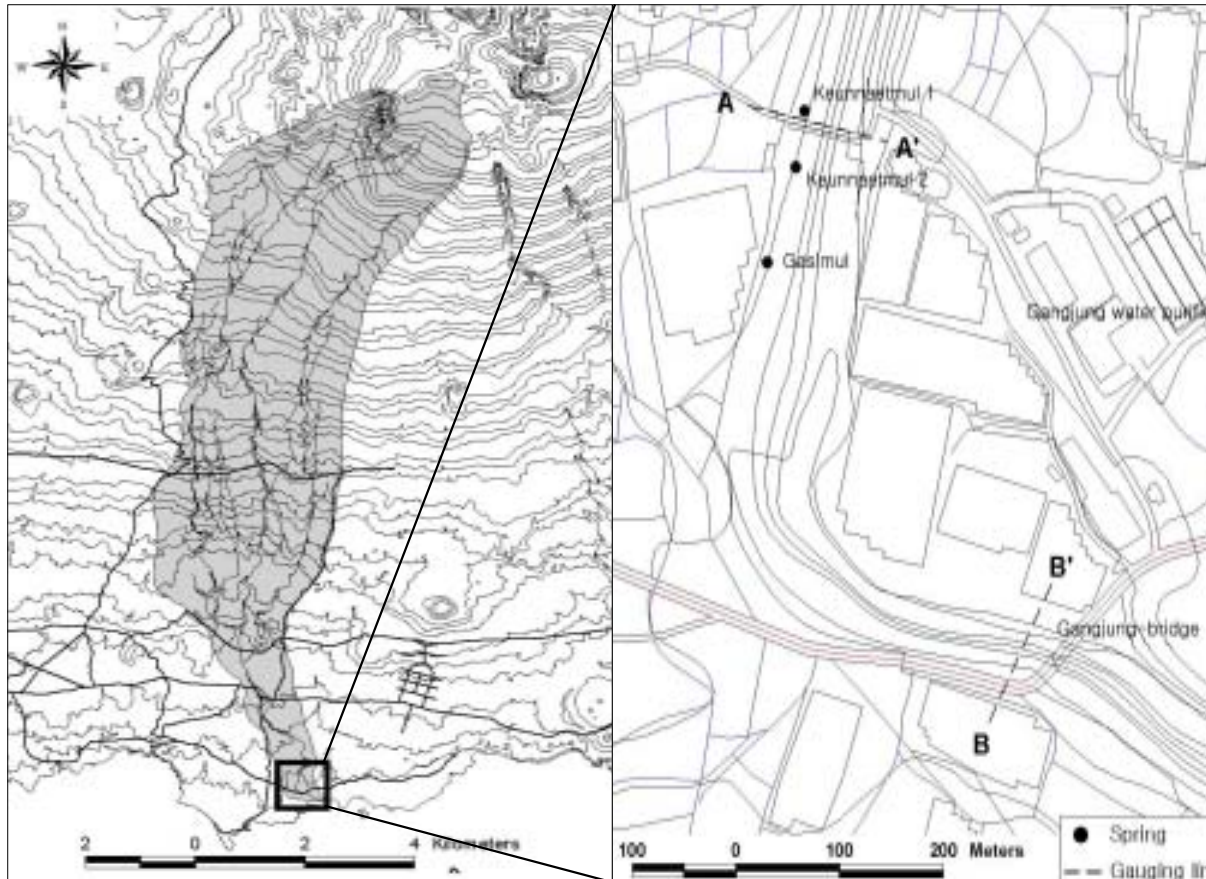 N
W E
S
2 0 2 4 Kilometers
A
Keunnaetmul 1
A'
Keunnaetmul 2
Gasimul
Gangjung water purifi
B'
Gangjung bridge
B
Spring
Gauging lin
100 0 100 200 Meters